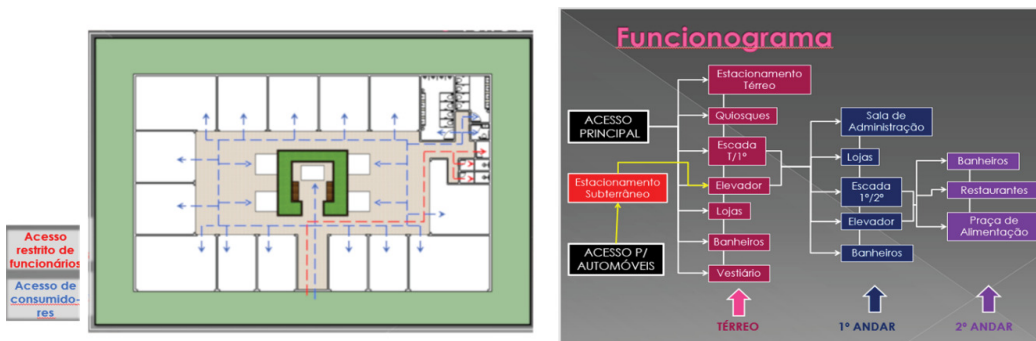 Acesso
restrito de
funcionários
Acesso de
consumido-
res
Funcionograma
ACESSO
PRINCIPAL
Estacionamento
Subterrâneo
ACESSO P/
AUTOMÓVEIS
Estacionamento
Térreo
Quiosques
Escada
T/1º
Elevador
Lojas
Banheiros
Vestiário
TÉRREO
Sala de
Administração
Lojas
Escada
1º/2º
Elevador
Banheiros
1º ANDAR
Banheiros
Restaurantes
Praça de
Alimentação
2º ANDAR